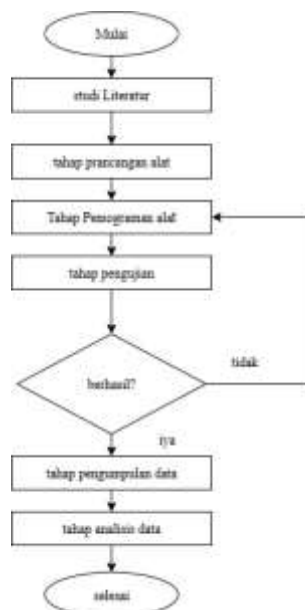 Mulai
studi Literatur
tahap prancangan alat
Tahap Pemograman alat
tahap pengujian
berhasil?
tidak
iya
tahap pengumpulan data
tahap analisis data
selesai